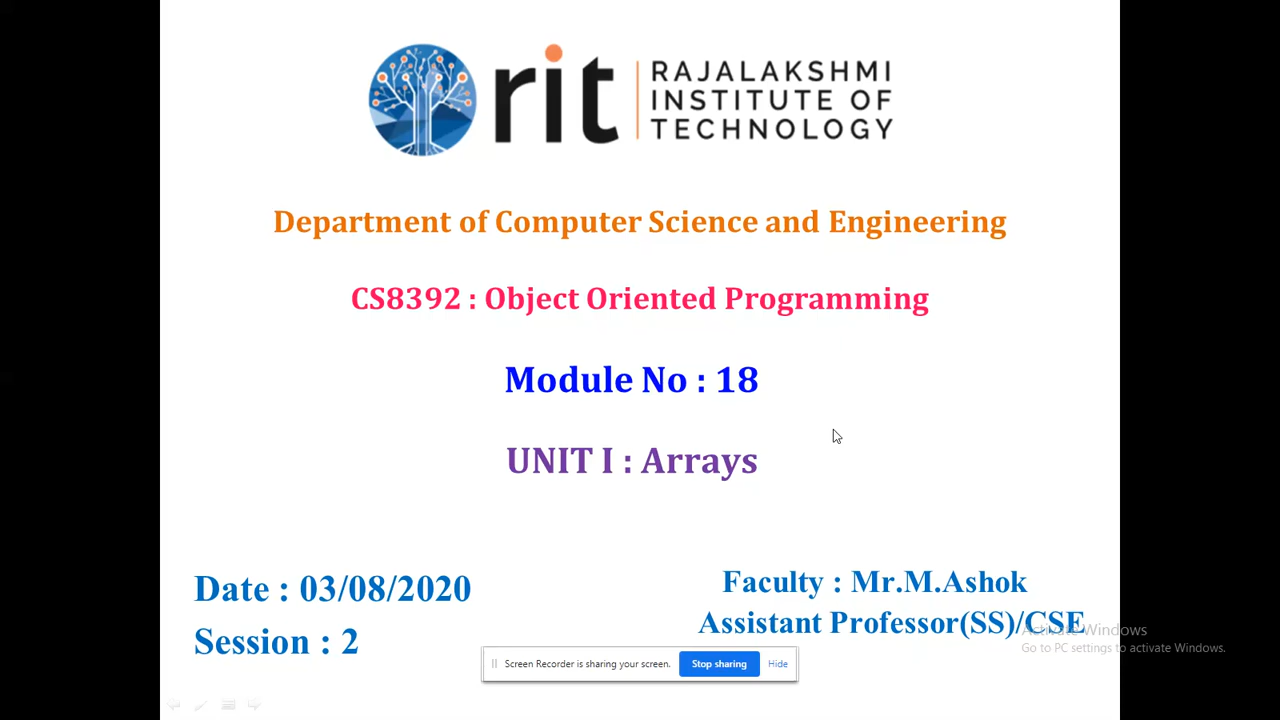 rit
RAJALAKSHMI
INSTITUTE OF
TECHNOLOGY
Department of Computer Science and Engineering
CS8392 : Object Oriented Programming
Module No : 18
UNIT I : Arrays
Date : 03/08/2020
Session : 2
Faculty : Mr.M.Ashok
Assistant Professor(SS)/CSE
Activate Windows
Go to PC settings to activate Windows.
Screen Recorder is sharing your screen. Stop sharing Hide